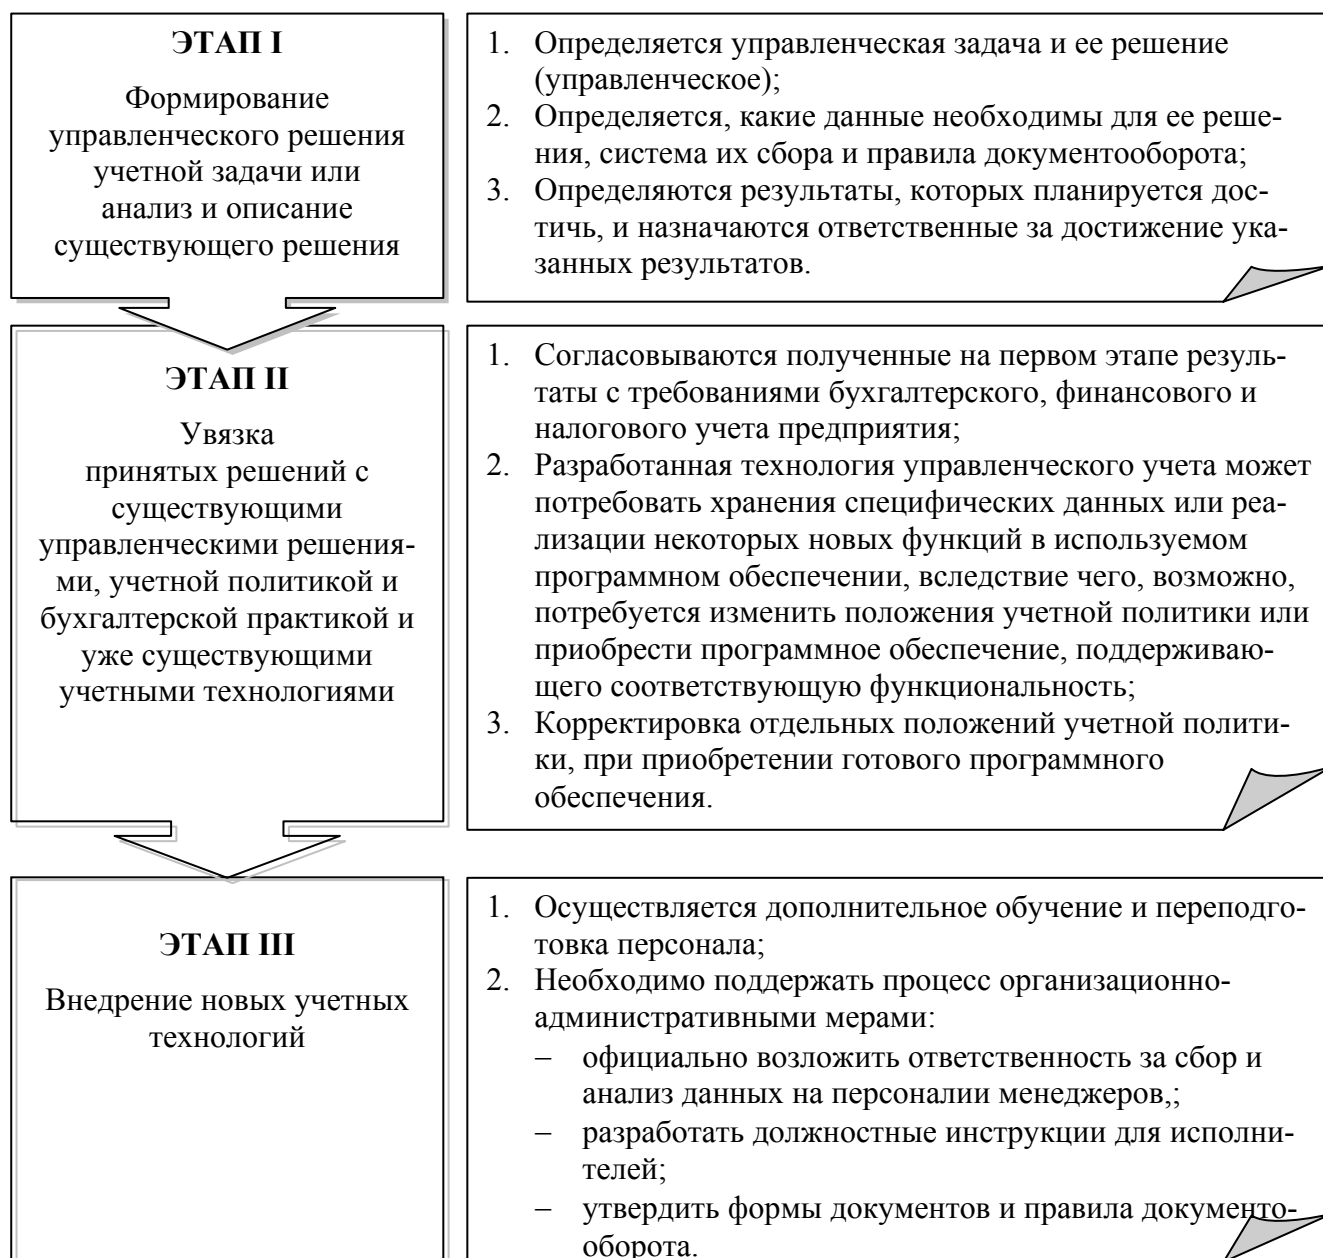 ЭТАП I
Формирование
управленческого решения
учетной задачи или
анализ и описание
существующего решения
1. Определяется управленческая задача и ее решение
(управленческое);
2. Определяется, какие данные необходимы для ее реше-
ния, система их сбора и правила документооборота;
3. Определяются результаты, которых планируется дос-
тичь, и назначаются ответственные за достижение ука-
занных результатов.
ЭТАП II
Увязка
принятых решений с
существующими
управленческими решения-
ми, учетной политикой и
бухгалтерской практикой и
уже существующими
учетными технологиями
1. Согласовываются полученные на первом этапе резуль-
таты с требованиями бухгалтерского, финансового и
налогового учета предприятия;
2. Разработанная технология управленческого учета может
потребовать хранения специфических данных или реа-
лизации некоторых новых функций в используемом
программном обеспечении, вследствие чего, возможно,
потребуется изменить положения учетной политики или
приобрести программное обеспечение, поддерживаю-
щего соответствующую функциональность;
3. Корректировка отдельных положений учетной полити-
ки, при приобретении готового программного
обеспечения.
ЭТАП III
Внедрение новых учетных
технологий
1. Осуществляется дополнительное обучение и переподго-
товка персонала;
2. Необходимо поддержать процесс организационно-
административными мерами:
– официально возложить ответственность за сбор и
анализ данных на персоналии менеджеров,;
– разработать должностные инструкции для исполни-
телей;
– утвердить формы документов и правила документо-
оборота.